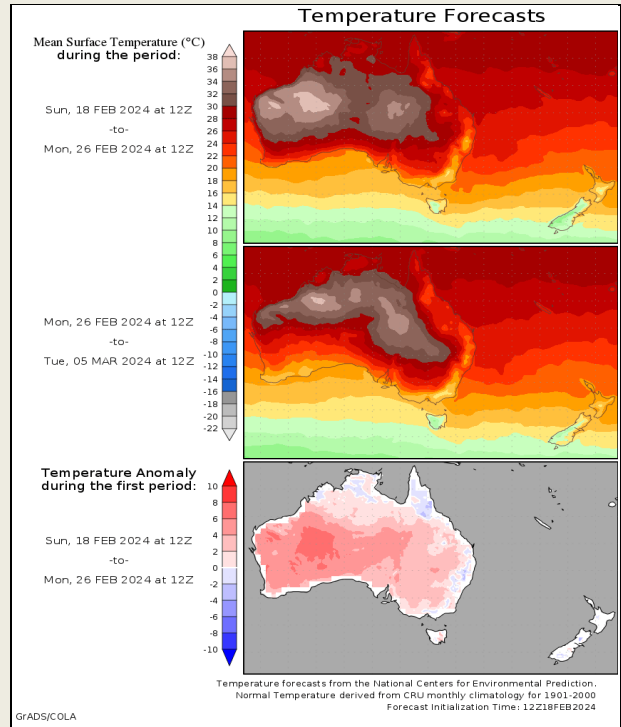 Temperature Forecasts
Mean Surface Temperature (°C)
during the period:
38
36
34
32
30
28
26
24
22
20
18
16
14
12
10
8
6
4
2
0
-2
-4
-6
-8
-10
-12
-14
-16
-18
-20
-22
Sun, 18 FEB 2024 at 12Z
-to-
Mon, 26 FEB 2024 at 12Z
Mon, 26 FEB 2024 at 12Z
-to-
Tue, 05 MAR 2024 at 12Z
Temperature Anomaly
during the first period:
10
8
6
4
2
0
-2
-4
-6
-8
-10
Sun, 18 FEB 2024 at 12Z
-to-
Mon, 26 FEB 2024 at 12Z
Temperature forecasts from the National Centers for Environmental Prediction.
Normal Temperature derived from CRU monthly climatology for 1901-2000
Forecast Initialization Time: 12Z18FEB2024
GrADS/COLA